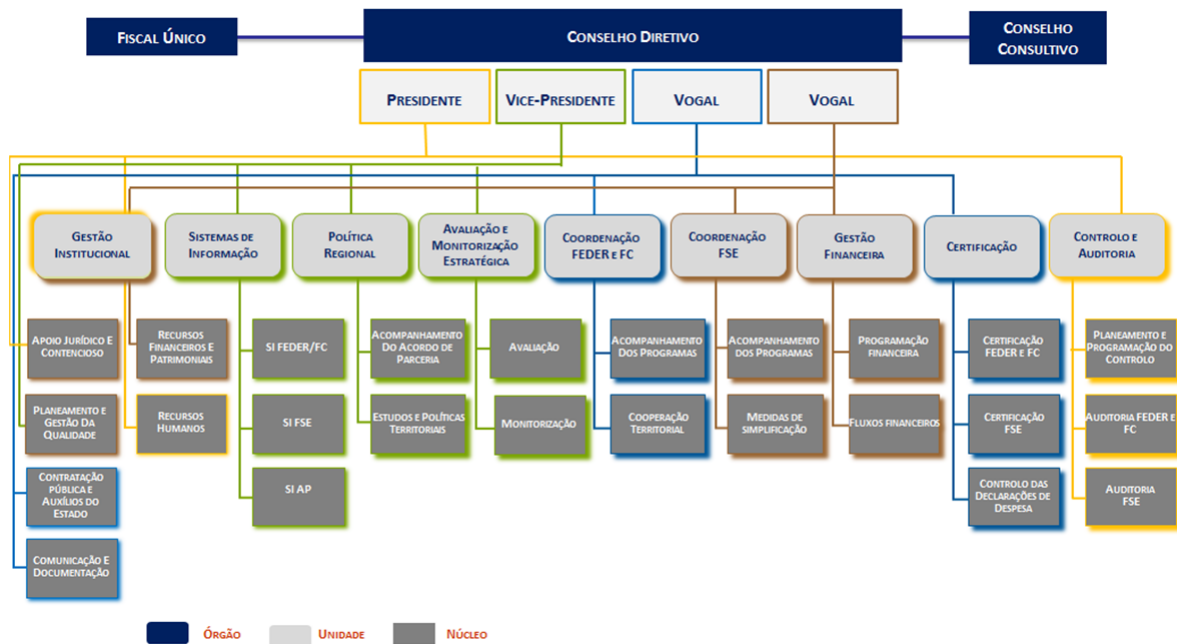 FISCAL ÚNICO
CONSELHO DIRETIVO
CONSELHO
CONSULTIVO
PRESIDENTE
VICE-PRESIDENTE
VOGAL
VOGAL
GESTÃO
INSTITUCIONAL
SISTEMAS DE
INFORMAÇÃO
POLÍTICA
REGIONAL
AVALIAÇÃO E
MONITORIZAÇÃO
ESTRATÉGICA
COORDENAÇÃO
FEDER E FC
COORDENAÇÃO
FSE
GESTÃO
FINANCEIRA
CERTIFICAÇÃO
CONTROLO E
AUDITORIA
APOIO JURÍDICO E
CONTENCIOSO
RECURSOS
FINANCEIROS E
PATRIMONIAIS
SI FEDER/FC
ACOMPANHAMENTO
DO ACORDO DE
PARCERIA
AVALIAÇÃO
ACOMPANHAMENTO
DOS PROGRAMAS
ACOMPANHAMENTO
DOS PROGRAMAS
PROGRAMAÇÃO
FINANCEIRA
CERTIFICAÇÃO
FEDER E FC
PLANEAMENTO E
PROGRAMAÇÃO DO
CONTROLO
PLANEAMENTO E
GESTÃO DA
QUALIDADE
RECURSOS
HUMANOS
SI FSE
ESTUDOS E POLÍTICAS
TERRITORIAIS
MONITORIZAÇÃO
COOPERAÇÃO
TERRITORIAL
MEDIDAS DE
SIMPLIFICAÇÃO
FLUXOS FINANCEIROS
CERTIFICAÇÃO
FSE
AUDITORIA FEDER E
FC
CONTRATAÇÃO
PÚBLICA E
AUXÍLIOS DO
ESTADO
SI AP
CONTROLO DAS
DECLARAÇÕES DE
DESPESA
AUDITORIA
FSE
COMUNICAÇÃO E
DOCUMENTAÇÃO
ÓRGÃO
UNIDADE
NÚCLEO